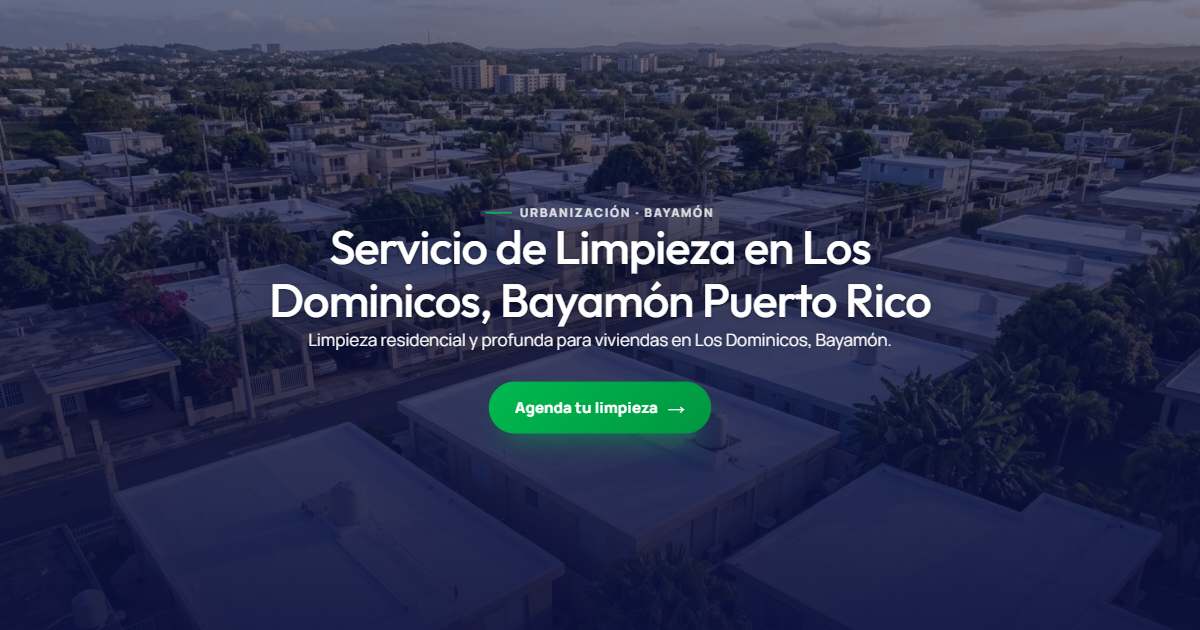 URBANIZACIÓN · BAYAMÓN
Servicio de Limpieza en Los
Dominicos, Bayamón Puerto Rico
Limpieza residencial y profunda para viviendas en Los Dominicos, Bayamón.
Agenda tu limpieza →